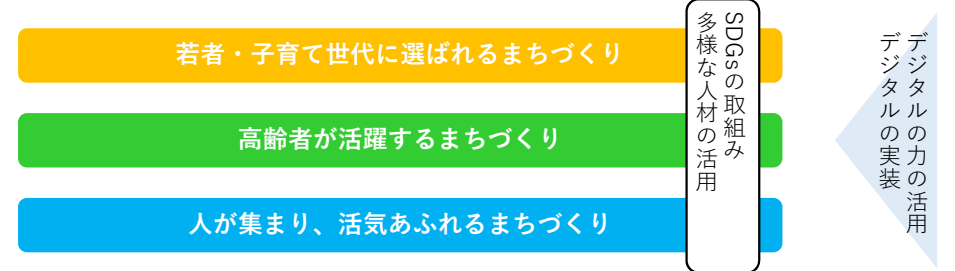 若者・子育て世代に選ばれるまちづくり
高齢者が活躍するまちづくり
人が集まり、活気あふれるまちづくり
SDGsの取組み
多様な人材の活用
デジタルの力の活用
デジタルの実装